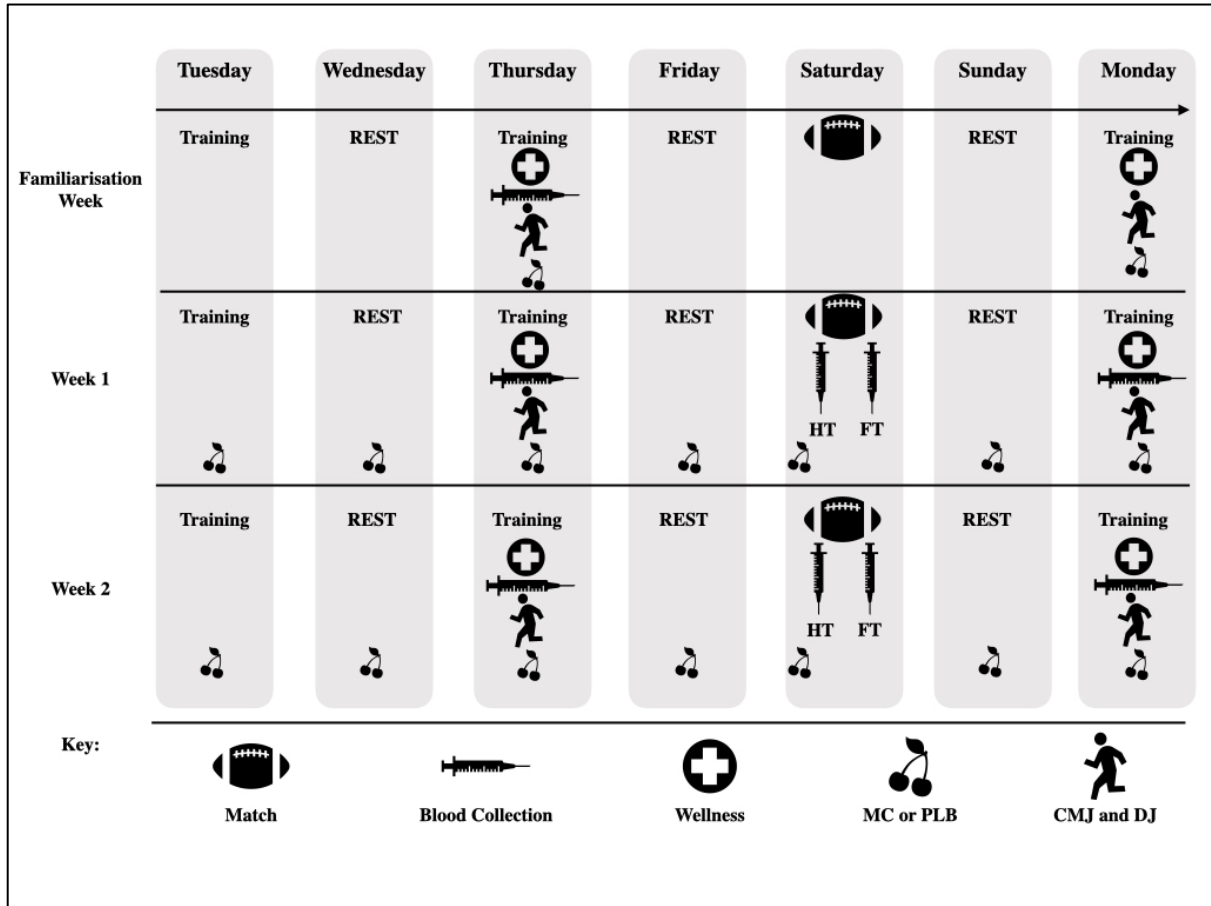 Tuesday Wednesday Thursday Friday Saturday Sunday Monday
Training REST Training REST REST Training
Familiarisation
Week
Training REST Training REST REST Training
Week 1
HT FT
Training REST Training REST REST Training
Week 2
HT FT
Key:
Match Blood Collection Wellness MC or PLB CMJ and DJ